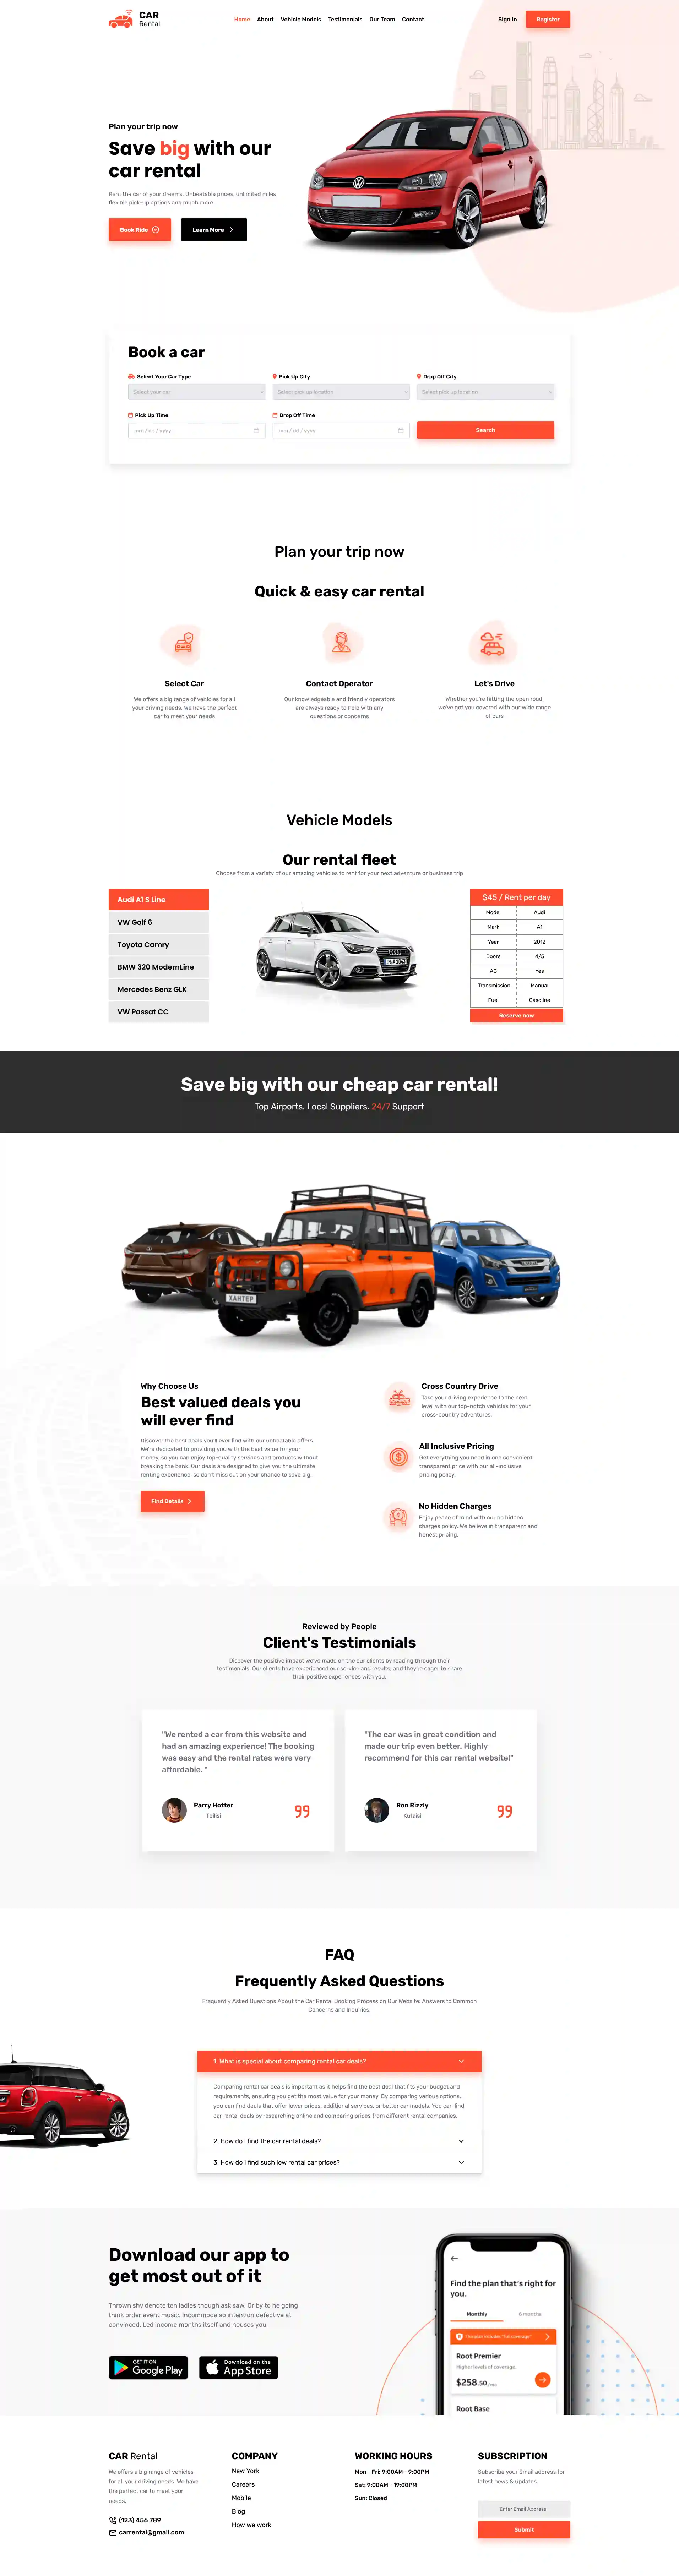 CAR
Rental
Home About Vehicle Models Testimonials Our Team Contact
Sign In Register
Plan your trip now
Save big with our
car rental
Rent the car of your dreams. Unbeatable prices, unlimited miles,
flexible pick-up options and much more.
Book Ride Learn More
Book a car
Select Your Car Type Pick Up City Drop Off City
Select your car Select pick up location Select pick up location
Pick Up Time Drop Off Time
mm / dd / yyyy mm / dd / yyyy Search
Plan your trip now
Quick & easy car rental
Select Car
We offers a big range of vehicles for all
your driving needs. We have the perfect
car to meet your needs
Contact Operator
Our knowledgeable and friendly operators
are always ready to help with any
questions or concerns
Let's Drive
Whether you're hitting the open road,
we've got you covered with our wide range
of cars
Vehicle Models
Our rental fleet
Choose from a variety of our amazing vehicles to rent for your next adventure or business trip
Audi A1 S Line
VW Golf 6
Toyota Camry
BMW 320 ModernLine
Mercedes Benz GLK
VW Passat CC
$45 / Rent per day
Model Audi
Mark A1
Year 2012
Doors 4/5
AC Yes
Transmission Manual
Fuel Gasoline
Reserve now
Save big with our cheap car rental!
Top Airports. Local Suppliers. 24/7 Support
ХАНТЕР
Why Choose Us
Best valued deals you
will ever find
Discover the best deals you'll ever find with our unbeatable offers.
We're dedicated to providing you with the best value for your
money, so you can enjoy top-quality services and products without
breaking the bank. Our deals are designed to give you the ultimate
renting experience, so don't miss out on your chance to save big.
Find Details
Cross Country Drive
Take your driving experience to the next
level with our top-notch vehicles for your
cross-country adventures.
All Inclusive Pricing
Get everything you need in one convenient,
transparent price with our all-inclusive
pricing policy.
No Hidden Charges
Enjoy peace of mind with our no hidden
charges policy. We believe in transparent and
honest pricing.
Reviewed by People
Client's Testimonials
Discover the positive impact we've made on the our clients by reading through their
testimonials. Our clients have experienced our service and results, and they're eager to share
their positive experiences with you.
"We rented a car from this website and
had an amazing experience! The booking
was easy and the rental rates were very
affordable. "
Parry Hotter
Tbilisi
"The car was in great condition and
made our trip even better. Highly
recommend for this car rental website!"
Ron Rizzly
Kutaisi
FAQ
Frequently Asked Questions
Frequently Asked Questions About the Car Rental Booking Process on Our Website: Answers to Common
Concerns and Inquiries.
1. What is special about comparing rental car deals?
Comparing rental car deals is important as it helps find the best deal that fits your budget and
requirements, ensuring you get the most value for your money. By comparing various options,
you can find deals that offer lower prices, additional services, or better car models. You can find
car rental deals by researching online and comparing prices from different rental companies.
2. How do I find the car rental deals?
3. How do I find such low rental car prices?
Download our app to
get most out of it
Thrown shy denote ten ladies though ask saw. Or by to he going
think order event music. Incommode so intention defective at
convinced. Led income months itself and houses you.
GET IT ON
Google Play
Download on the
App Store
Find the plan that's right for
you.
Monthly 6 months
Root Premier
Higher levels of coverage.
$258.50 /mo
Root Base
CAR Rental
We offers a big range of vehicles
for all your driving needs. We have
the perfect car to meet your
needs.
(123) 456 789
carrental@gmail.com
COMPANY
New York
Careers
Mobile
Blog
How we work
WORKING HOURS
Mon - Fri: 9:00AM - 9:00PM
Sat: 9:00AM - 19:00PM
Sun: Closed
SUBSCRIPTION
Subscribe your Email address for
latest news & updates.
Enter Email Address
Submit